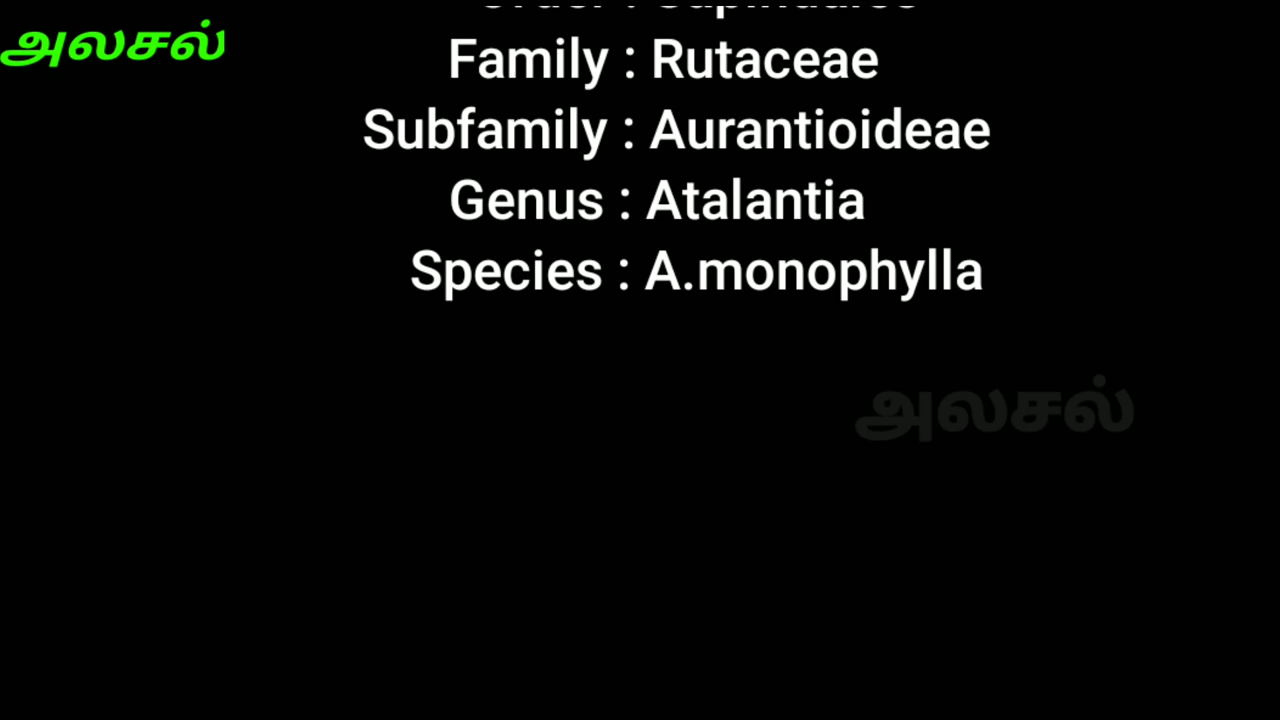 அலசல்
Family : Rutaceae
Subfamily : Aurantioideae
Genus : Atalantia
Species : A.monophylla
அலசல்